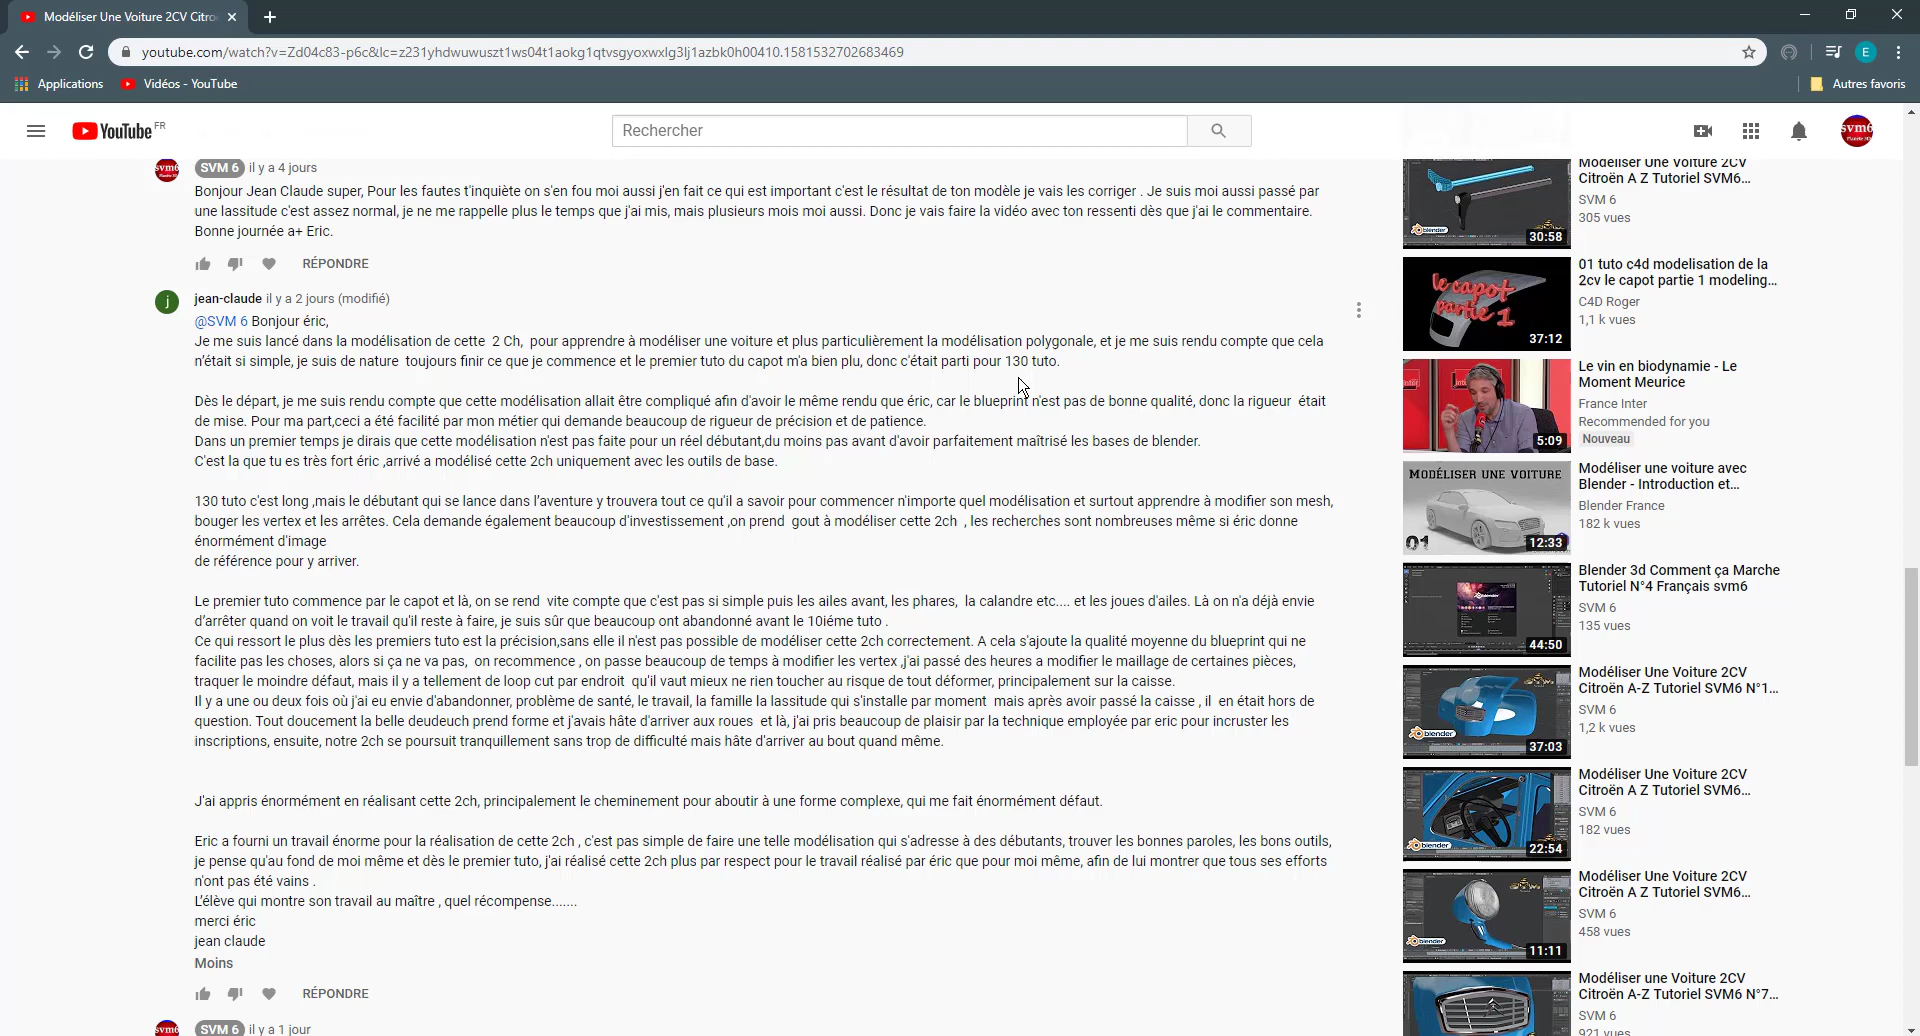 Modéliser Une Voiture 2CV Citro
youtube.com/watch?v=Zd04c83-p6c&lc=z231yhdwuwuszt1ws04t1aokg1qtvsgyoxwxlg3lj1azbk0h00410.1581532702683469
E
Applications
Vidéos - YouTube
Autres favoris
YouTube FR
Rechercher
svm6
SVM 6 il y a 4 jours
Bonjour Jean Claude super, Pour les fautes t'inquiète on s'en fou moi aussi j'en fait ce qui est important c'est le résultat de ton modèle je vais les corriger . Je suis moi aussi passé par
une lassitude c'est assez normal, je ne me rappelle plus le temps que j'ai mis, mais plusieurs mois moi aussi. Donc je vais faire la vidéo avec ton ressenti dès que j'ai le commentaire.
Bonne journée a+ Eric.
RÉPONDRE
j
jean-claude il y a 2 jours (modifié)
@SVM 6 Bonjour éric,
Je me suis lancé dans la modélisation de cette 2 Ch, pour apprendre à modéliser une voiture et plus particulièrement la modélisation polygonale, et je me suis rendu compte que cela
n'était si simple, je suis de nature toujours finir ce que je commence et le premier tuto du capot m'a bien plu, donc c'était parti pour 130 tuto.
Dès le départ, je me suis rendu compte que cette modélisation allait être compliqué afin d'avoir le même rendu que éric, car le blueprint n'est pas de bonne qualité, donc la rigueur était
de mise. Pour ma part,ceci a été facilité par mon métier qui demande beaucoup de rigueur de précision et de patience.
Dans un premier temps je dirais que cette modélisation n'est pas faite pour un réel débutant,du moins pas avant d'avoir parfaitement maîtrisé les bases de blender.
C'est la que tu es très fort éric ,arrivé a modélisé cette 2ch uniquement avec les outils de base.
130 tuto c'est long ,mais le débutant qui se lance dans l'aventure y trouvera tout ce qu'il a savoir pour commencer n'importe quel modélisation et surtout apprendre à modifier son mesh,
bouger les vertex et les arrêtes. Cela demande également beaucoup d'investissement ,on prend gout à modéliser cette 2ch , les recherches sont nombreuses même si éric donne
énormément d'image
de référence pour y arriver.
Le premier tuto commence par le capot et là, on se rend vite compte que c'est pas si simple puis les ailes avant, les phares, la calandre etc.... et les joues d'ailes. Là on n'a déjà envie
d'arrêter quand on voit le travail qu'il reste à faire, je suis sûr que beaucoup ont abandonné avant le 10iéme tuto .
Ce qui ressort le plus dès les premiers tuto est la précision,sans elle il n'est pas possible de modéliser cette 2ch correctement. A cela s'ajoute la qualité moyenne du blueprint qui ne
facilite pas les choses, alors si ça ne va pas, on recommence , on passe beaucoup de temps à modifier les vertex ,j'ai passé des heures a modifier le maillage de certaines pièces,
traquer le moindre défaut, mais il y a tellement de loop cut par endroit qu'il vaut mieux ne rien toucher au risque de tout déformer, principalement sur la caisse.
Il y a une ou deux fois où j'ai eu envie d'abandonner, problème de santé, le travail, la famille la lassitude qui s'installe par moment mais après avoir passé la caisse , il en était hors de
question. Tout doucement la belle deudeuch prend forme et j'avais hâte d'arriver aux roues et là, j'ai pris beaucoup de plaisir par la technique employée par eric pour incruster les
inscriptions, ensuite, notre 2ch se poursuit tranquillement sans trop de difficulté mais hâte d'arriver au bout quand même.
J'ai appris énormément en réalisant cette 2ch, principalement le cheminement pour aboutir à une forme complexe, qui me fait énormément défaut.
Eric a fourni un travail énorme pour la réalisation de cette 2ch , c'est pas simple de faire une telle modélisation qui s'adresse à des débutants, trouver les bonnes paroles, les bons outils,
je pense qu'au fond de moi même et dès le premier tuto, j'ai réalisé cette 2ch plus par respect pour le travail réalisé par éric que pour moi même, afin de lui montrer que tous ses efforts
n'ont pas été vains .
L'élève qui montre son travail au maître , quel récompense.......
merci éric
jean claude
Moins
RÉPONDRE
SVM 6 il y a 1 jour
Modéliser Une Voiture 2CV
Citroën A Z Tutoriel SVM6...
SVM 6
305 vues
blender
30:58
le capot
partie 1
37:12
01 tuto c4d modelisation de la
2cv le capot partie 1 modeling...
C4D Roger
1,1 k vues
5:09
Le vin en biodynamie - Le
Moment Meurice
France Inter
Recommended for you
Nouveau
MODÉLISER UNE VOITURE
01
12:33
Modéliser une voiture avec
Blender - Introduction et...
Blender France
182 k vues
44:50
Blender 3d Comment ça Marche
Tutoriel N°4 Français svm6
SVM 6
135 vues
blender
37:03
Modéliser Une Voiture 2CV
Citroën A-Z Tutoriel SVM6 N°1...
SVM 6
1,2 k vues
blender
22:54
Modéliser Une Voiture 2CV
Citroën A Z Tutoriel SVM6...
SVM 6
182 vues
blender
11:11
Modéliser Une Voiture 2CV
Citroën A Z Tutoriel SVM6...
SVM 6
458 vues
Modéliser une Voiture 2CV
Citroën A-Z Tutoriel SVM6 N°7...
SVM 6
921 vues